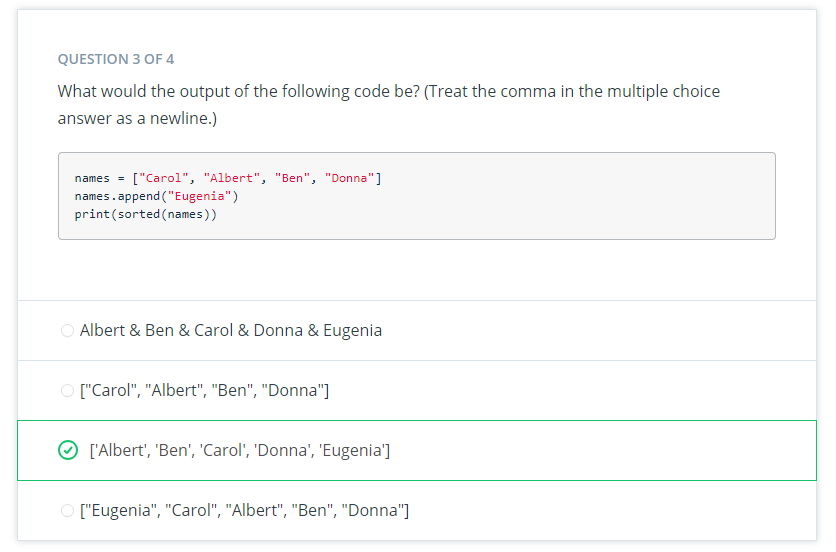 QUESTION 3 OF 4
What would the output of the following code be? (Treat the comma in the multiple choice
answer as a newline.)
names = ["Carol", "Albert", "Ben", "Donna"]
names.append("Eugenia")
print(sorted(names))
Albert & Ben & Carol & Donna & Eugenia
["Carol", "Albert", "Ben", "Donna"]
['Albert', 'Ben', 'Carol', 'Donna', 'Eugenia']
["Eugenia", "Carol", "Albert", "Ben", "Donna"]